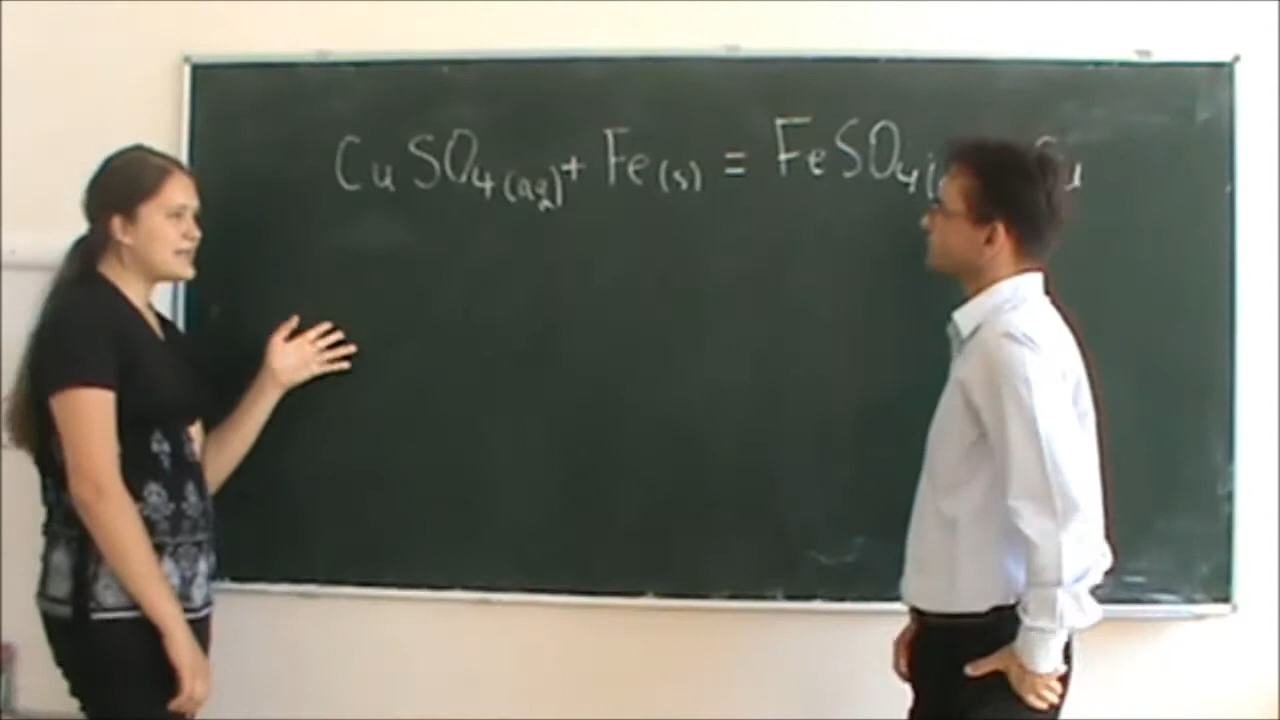 CuSO4(aq) + Fe(s) = FeSO4(